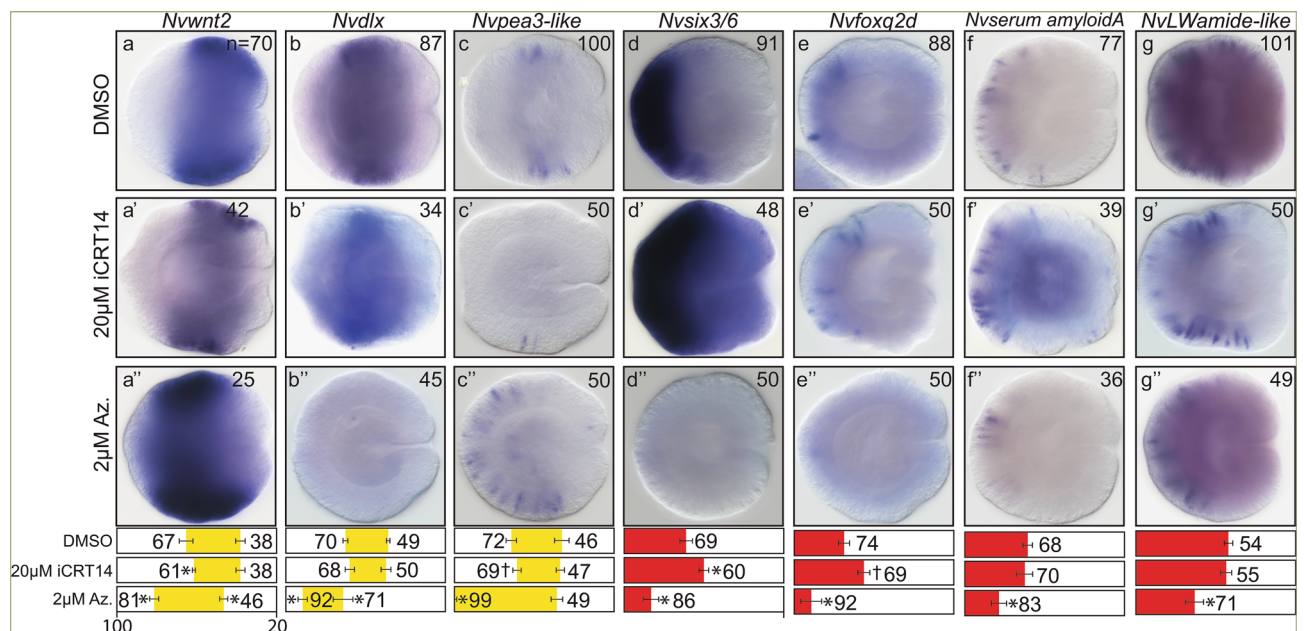 Nvwnt2 Nvdlx Nvpea3-like Nvsix3/6 Nvfoxq2d Nvserum amyloidA NvLWamide-like
DMSO
a n=70 b 87 c 100 d 91 e 88 f 77 g 101
20µM iCRT14
a' 42 b' 34 c' 50 d' 48 e' 50 f' 39 g' 50
2µM Az.
a'' 25 b'' 45 c'' 50 d'' 50 e'' 50 f'' 36 g'' 49
DMSO 67 38 70 49 72 46 69 74 68 54
20µM iCRT14 61* 38 68 50 69† 47 *60 †69 70 55
2µM Az. 81* *46 *92 *71 *99 49 *86 *92 *83 *71
100 20